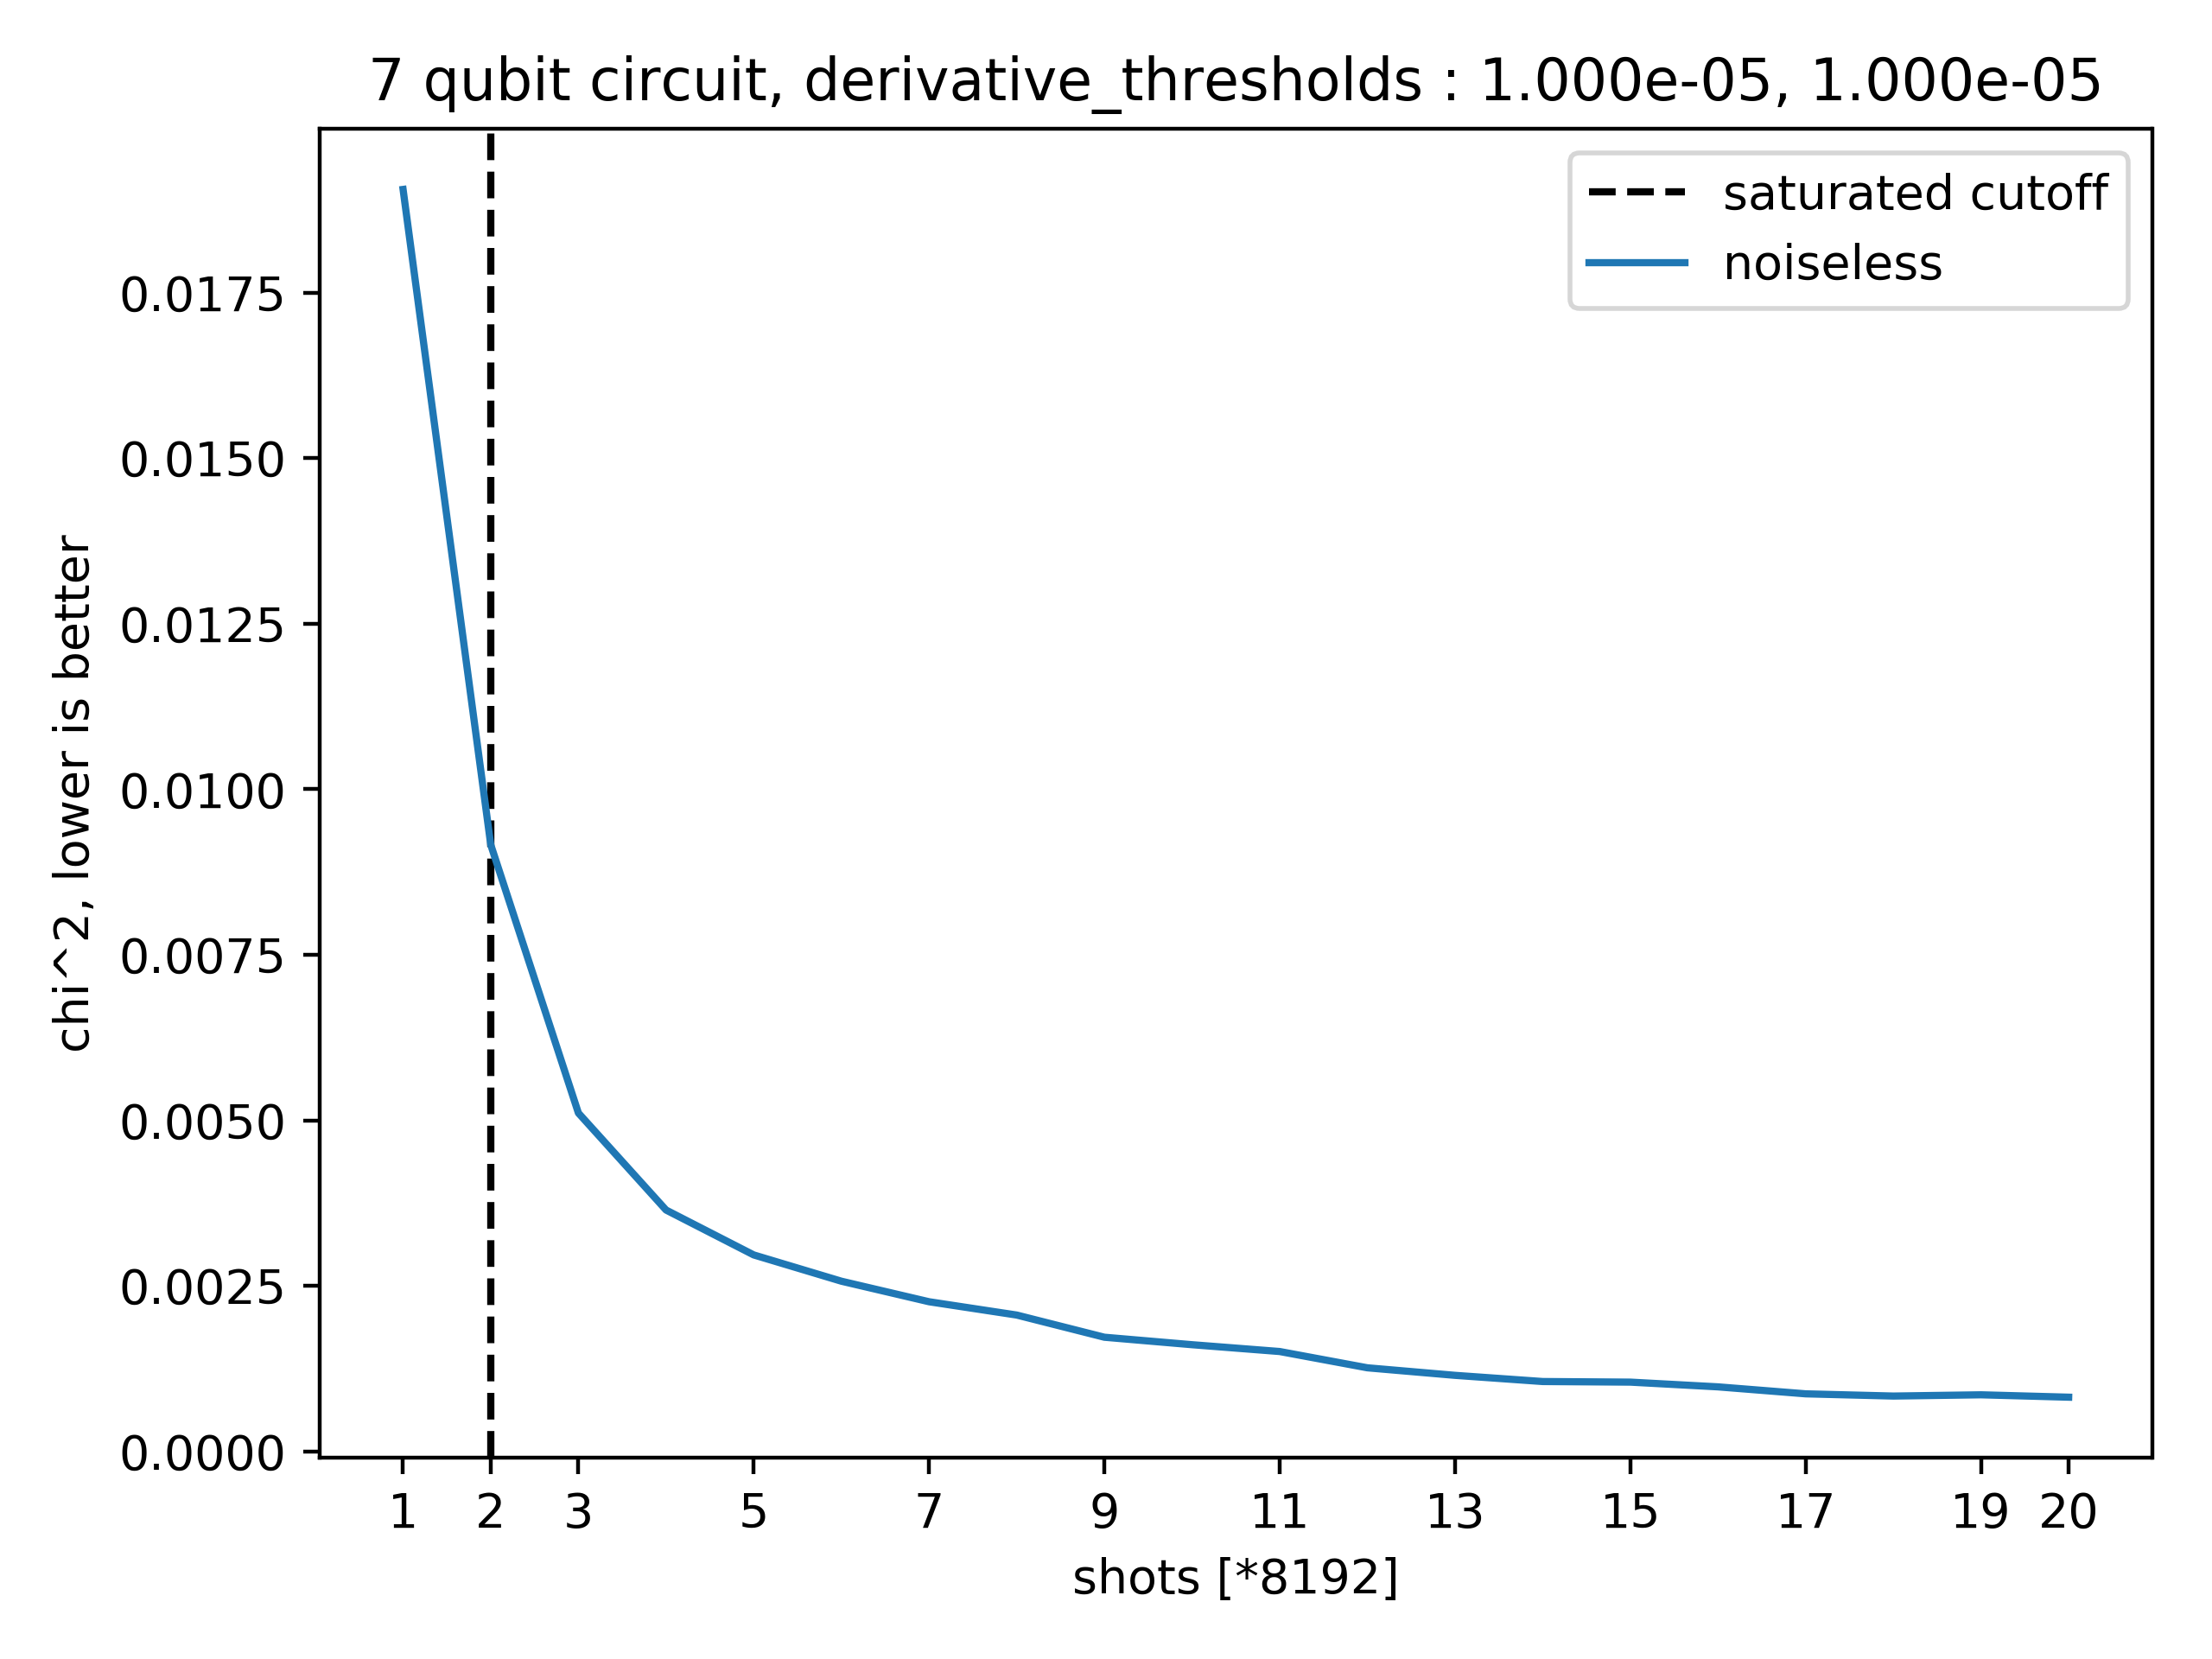 7 qubit circuit, derivative_thresholds : 1.000e-05, 1.000e-05
saturated cutoff
noiseless
chi^2, lower is better
0.0175
0.0150
0.0125
0.0100
0.0075
0.0050
0.0025
0.0000
1 2 3 5 7 9 11 13 15 17 19 20
shots [*8192]